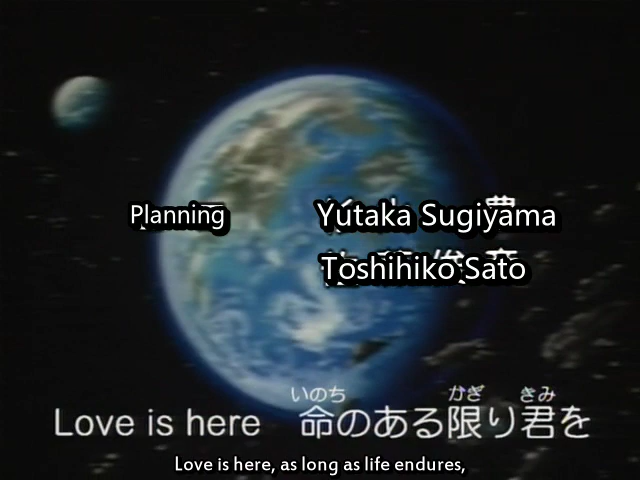 Planning
Yutaka Sugiyama
Toshihiko Sato
いのち かぎ きみ
Love is here 命のある限り君を
Love is here, as long as life endures,